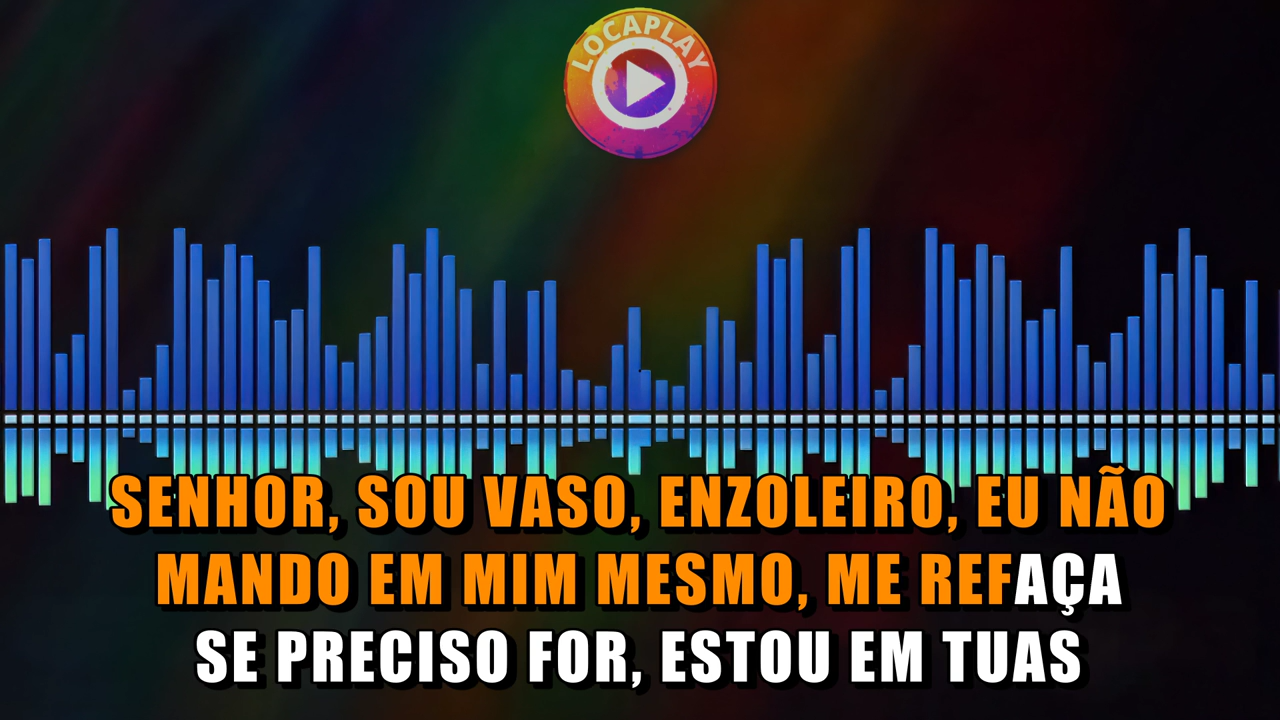 LOCAPLAY
SENHOR, SOU VASO, ENZOLEIRO, EU NÃO
MANDO EM MIM MESMO, ME REFAÇA
SE PRECISO FOR, ESTOU EM TUAS